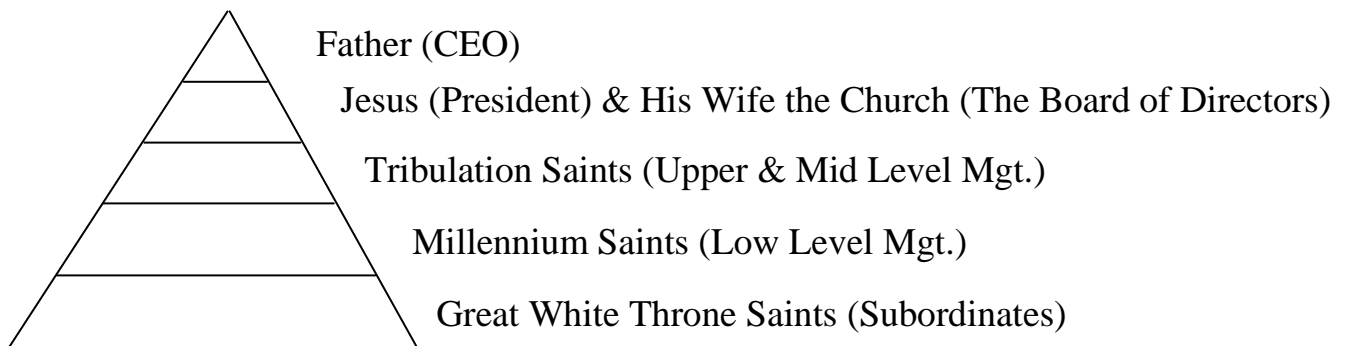 Father (CEO)
Jesus (President) & His Wife the Church (The Board of Directors)
Tribulation Saints (Upper & Mid Level Mgt.)
Millennium Saints (Low Level Mgt.)
Great White Throne Saints (Subordinates)